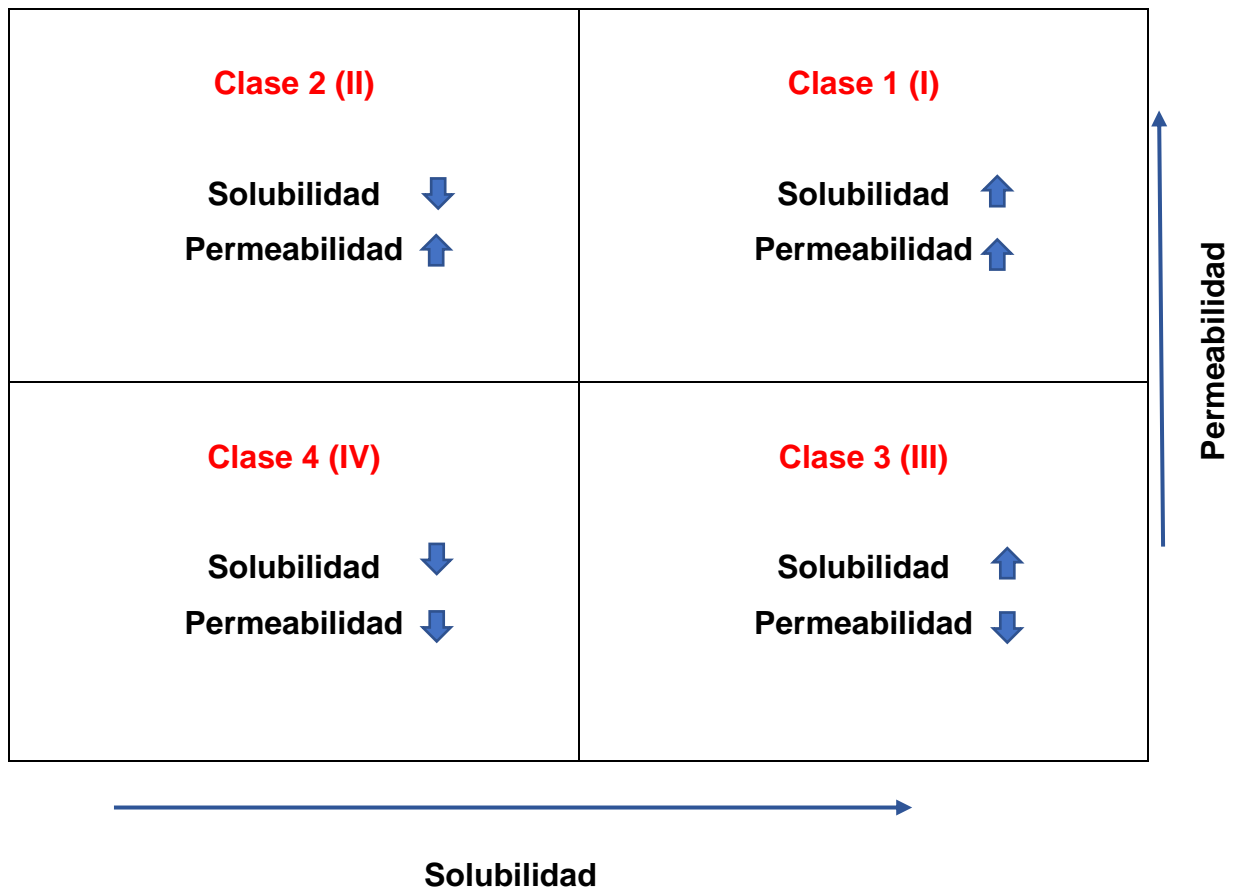 Clase 2 (II)
Solubilidad
Permeabilidad
Clase 1 (I)
Solubilidad
Permeabilidad
Clase 4 (IV)
Solubilidad
Permeabilidad
Clase 3 (III)
Solubilidad
Permeabilidad
Permeabilidad
Solubilidad